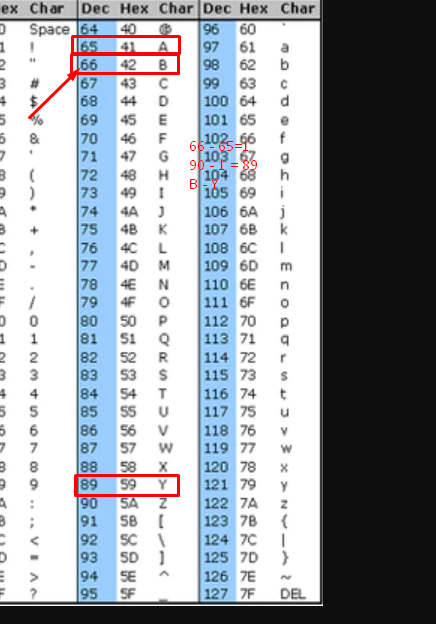 ex Char Dec Hex Char Dec Hex Char
0 Space 64 40 @ 96 60 `
1 ! 65 41 A 97 61 a
2 " 66 42 B 98 62 b
3 # 67 43 C 99 63 c
4 $ 68 44 D 100 64 d
5 % 69 45 E 101 65 e
6 & 70 46 F 102 66 f
7 ' 71 47 G 103 67 g
8 ( 72 48 H 104 68 h
9 ) 73 49 I 105 69 i
A * 74 4A J 106 6A j
B + 75 4B K 107 6B k
C , 76 4C L 108 6C l
D - 77 4D M 109 6D m
E . 78 4E N 110 6E n
F / 79 4F O 111 6F o
0 0 80 50 P 112 70 p
1 1 81 51 Q 113 71 q
2 2 82 52 R 114 72 r
3 3 83 53 S 115 73 s
4 4 84 54 T 116 74 t
5 5 85 55 U 117 75 u
6 6 86 56 V 118 76 v
7 7 87 57 W 119 77 w
8 8 88 58 X 120 78 x
9 9 89 59 Y 121 79 y
A : 90 5A Z 122 7A z
B ; 91 5B [ 123 7B {
C < 92 5C \ 124 7C |
D = 93 5D ] 125 7D }
E > 94 5E ^ 126 7E ~
F ? 95 5F _ 127 7F DEL
66 - 65=1
90 - 1 = 89
B - Y